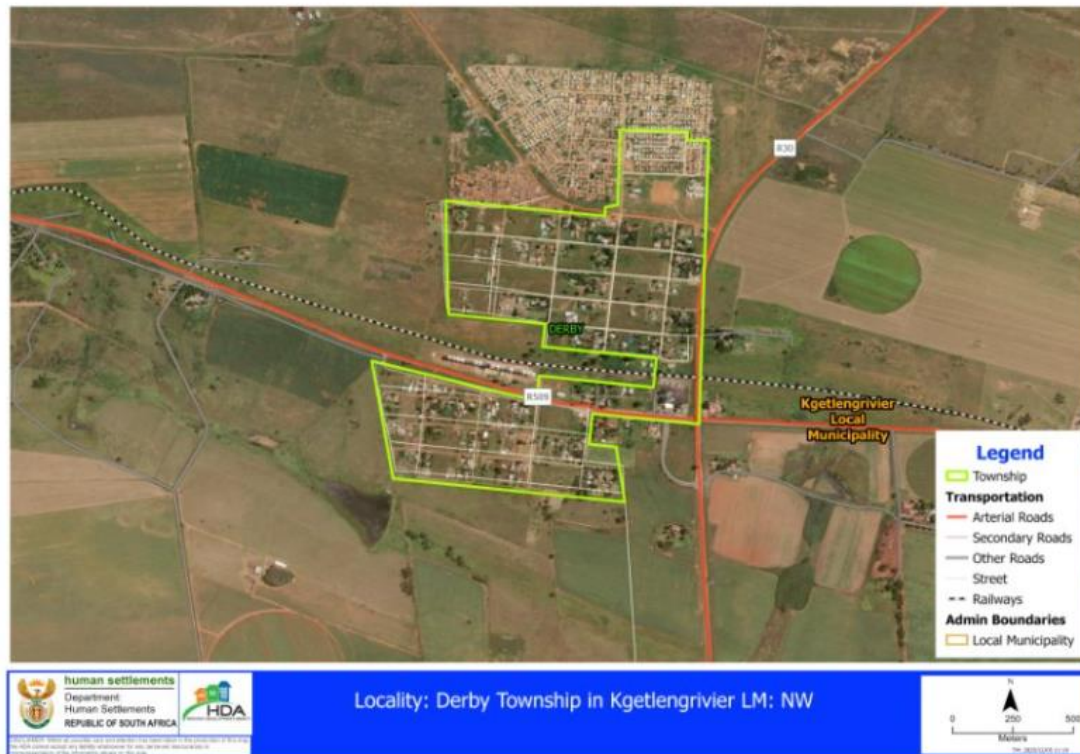 R30
DERBY
R509
Kgetlengrivier
Local
Municipality
Legend
Township
Transportation
Arterial Roads
Secondary Roads
Other Roads
Street
Railways
Admin Boundaries
Local Municipality
human settlements
Department:
Human Settlements
REPUBLIC OF SOUTH AFRICA
HDA
Locality: Derby Township in Kgetlengrivier LM: NW
N
0 250 500
Meters